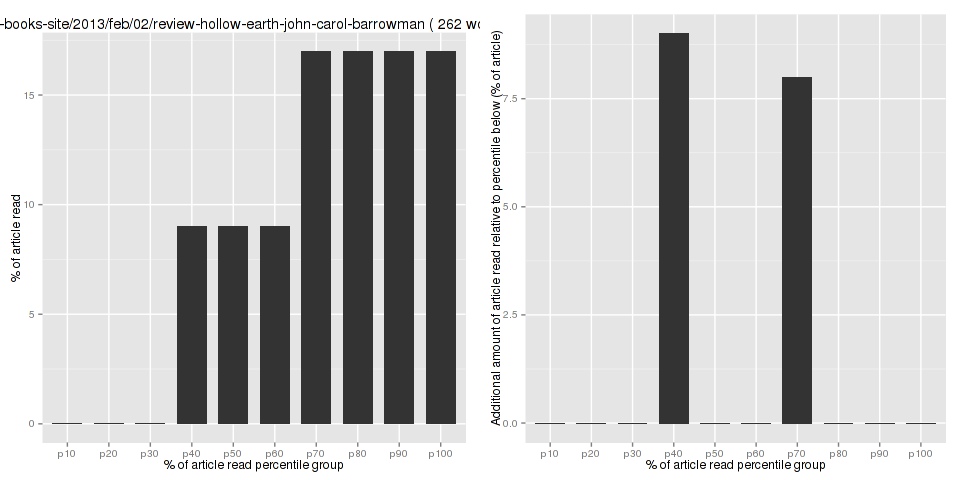 -books-site/2013/feb/02/review-hollow-earth-john-carol-barrowman ( 262
% of article read
15
10
5
0
p10 p20 p30 p40 p50 p60 p70 p80 p90 p100
% of article read percentile group
Additional amount of article read relative to percentile below (% of article)
7.5
5.0
2.5
0.0
p10 p20 p30 p40 p50 p60 p70 p80 p90 p100
% of article read percentile group